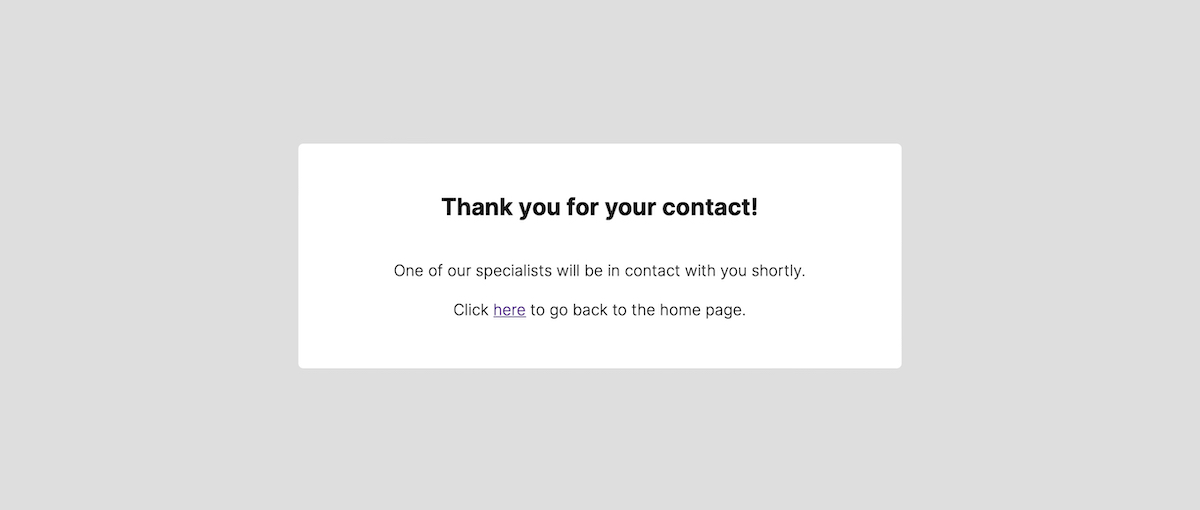 Thank you for your contact!
One of our specialists will be in contact with you shortly.
Click here to go back to the home page.